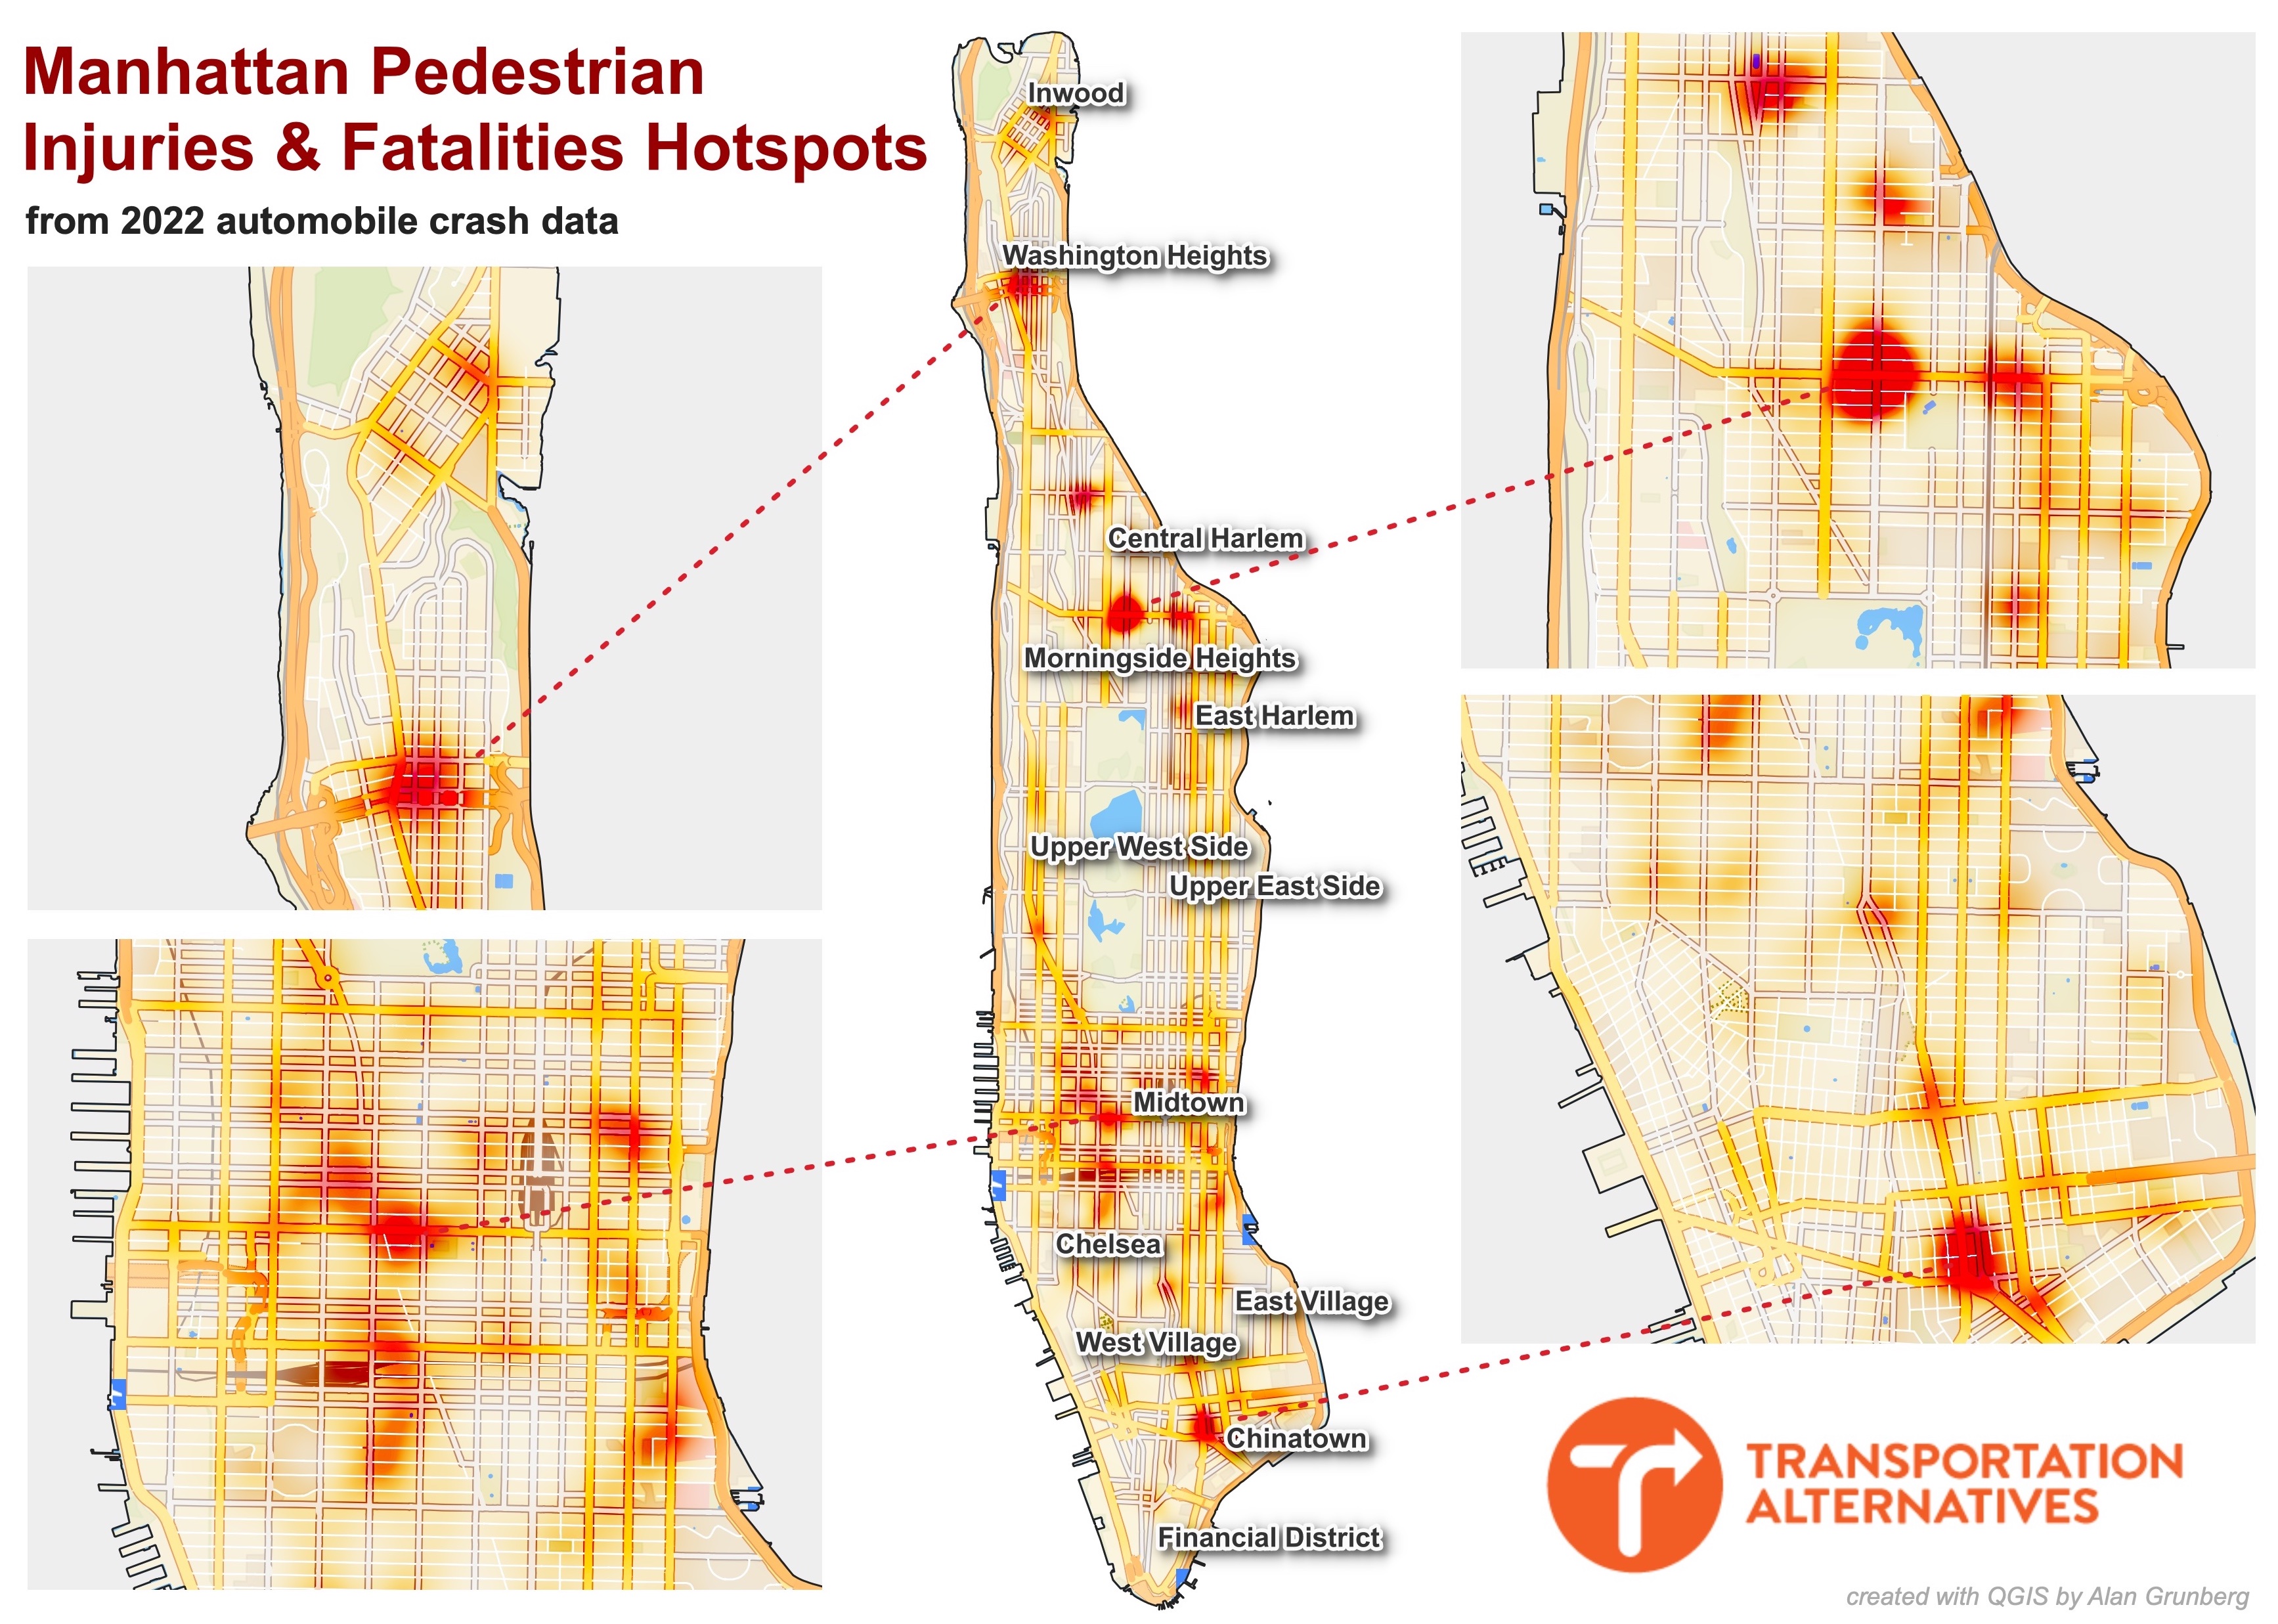 Manhattan Pedestrian
Injuries & Fatalities Hotspots
from 2022 automobile crash data
Inwood
Washington Heights
Central Harlem
Morningside Heights
East Harlem
Upper West Side
Upper East Side
Midtown
Chelsea
East Village
West Village
Chinatown
Financial District
TRANSPORTATION
ALTERNATIVES
created with QGIS by Alan Grunberg